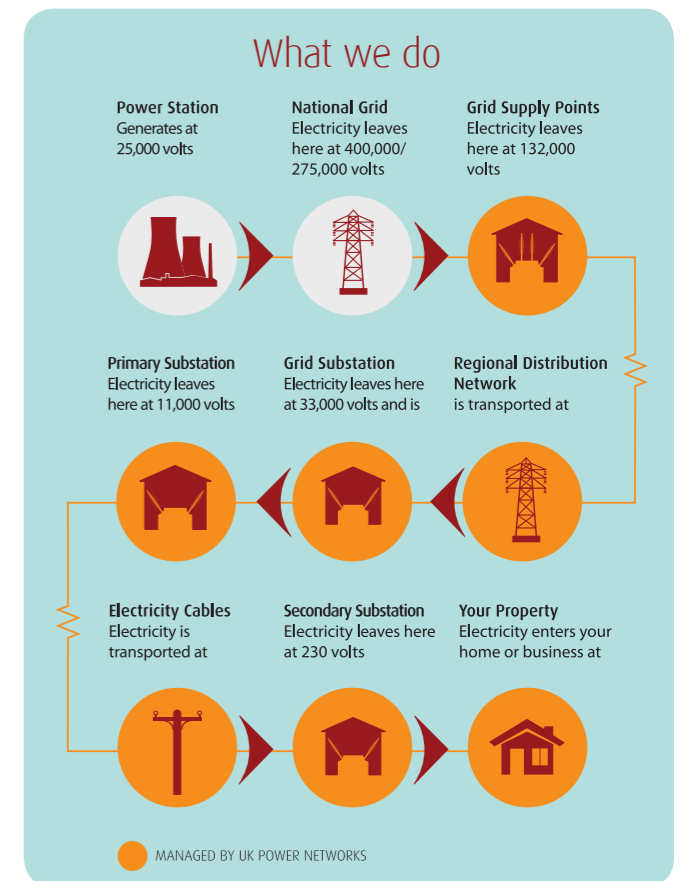 What we do
Power Station
Generates at
25,000 volts
National Grid
Electricity leaves
here at 400,000/
275,000 volts
Grid Supply Points
Electricity leaves
here at 132,000
volts
Primary Substation
Electricity leaves
here at 11,000 volts
Grid Substation
Electricity leaves here
at 33,000 volts and is
Regional Distribution
Network
is transported at
Electricity Cables
Electricity is
transported at
Secondary Substation
Electricity leaves here
at 230 volts
Your Property
Electricity enters your
home or business at
MANAGED BY UK POWER NETWORKS